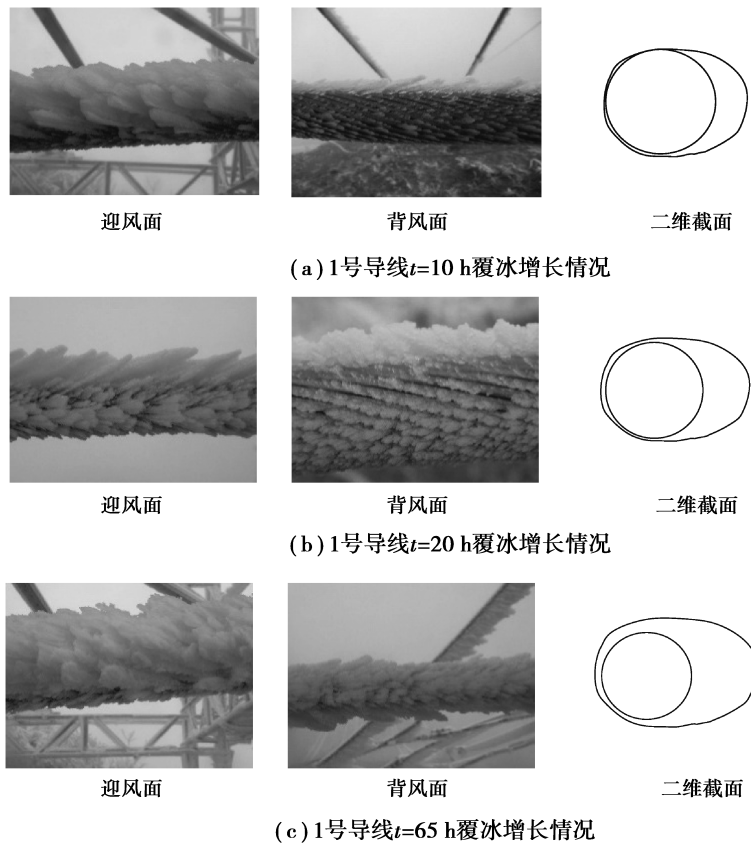 迎风面 背风面 二维截面
(a) 1号导线t=10 h覆冰增长情况
迎风面 背风面 二维截面
(b) 1号导线t=20 h覆冰增长情况
迎风面 背风面 二维截面
(c) 1号导线t=65 h覆冰增长情况